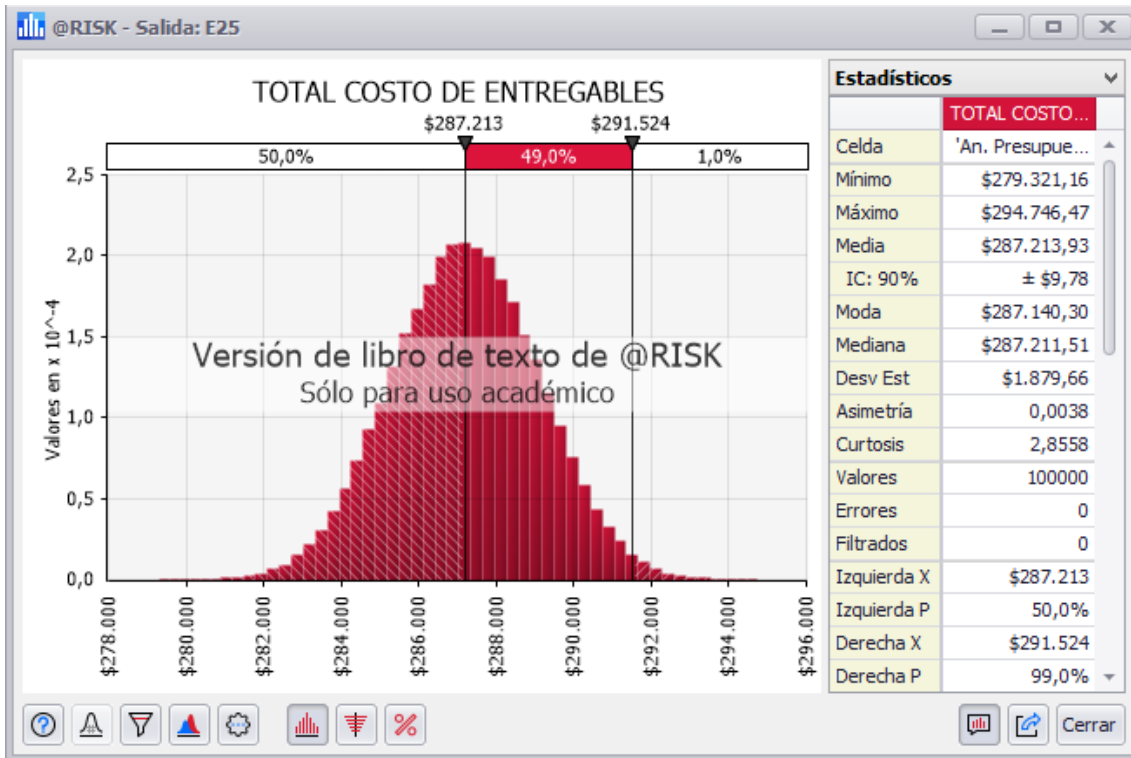 @RISK - Salida: E25
TOTAL COSTO DE ENTREGABLES
$287.213 $291.524
50,0% 49,0% 1,0%
2,5
2,0
1,5
1,0
0,5
0,0
Valores en x 10^-4
Versión de libro de texto de @RISK
Sólo para uso académico
$278.000 $280.000 $282.000 $284.000 $286.000 $288.000 $290.000 $292.000 $294.000 $296.000
Estadísticos
TOTAL COSTO...
Celda 'An. Presupue...
Mínimo $279.321,16
Máximo $294.746,47
Media $287.213,93
IC: 90% ± $9,78
Moda $287.140,30
Mediana $287.211,51
Desv Est $1.879,66
Asimetría 0,0038
Curtosis 2,8558
Valores 100000
Errores 0
Filtrados 0
Izquierda X $287.213
Izquierda P 50,0%
Derecha X $291.524
Derecha P 99,0%
Cerrar